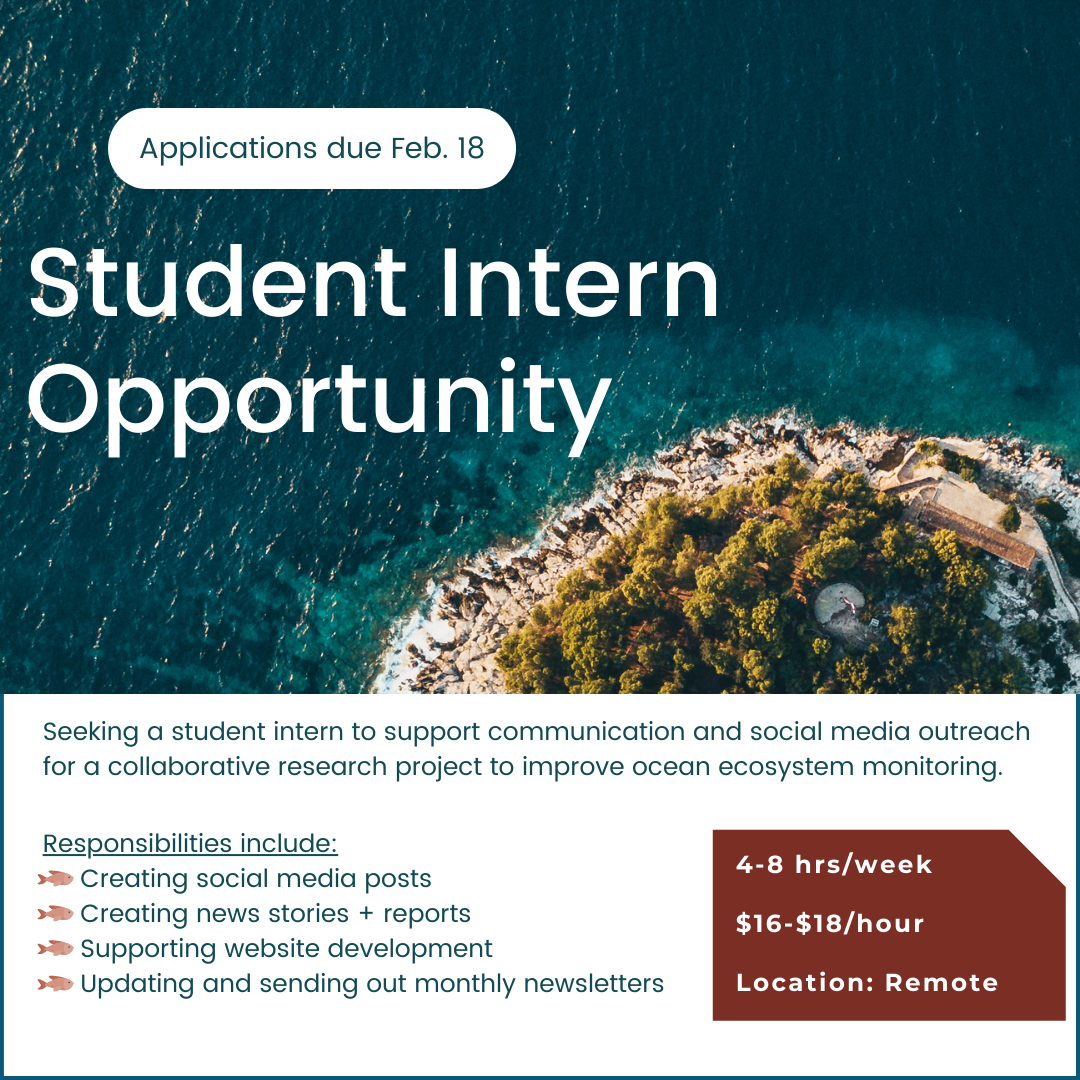 Applications due Feb. 18
Student Intern
Opportunity
Seeking a student intern to support communication and social media outreach
for a collaborative research project to improve ocean ecosystem monitoring.
Responsibilities include:
Creating social media posts
Creating news stories + reports
Supporting website development
Updating and sending out monthly newsletters
4-8 hrs/week
$16-$18/hour
Location: Remote